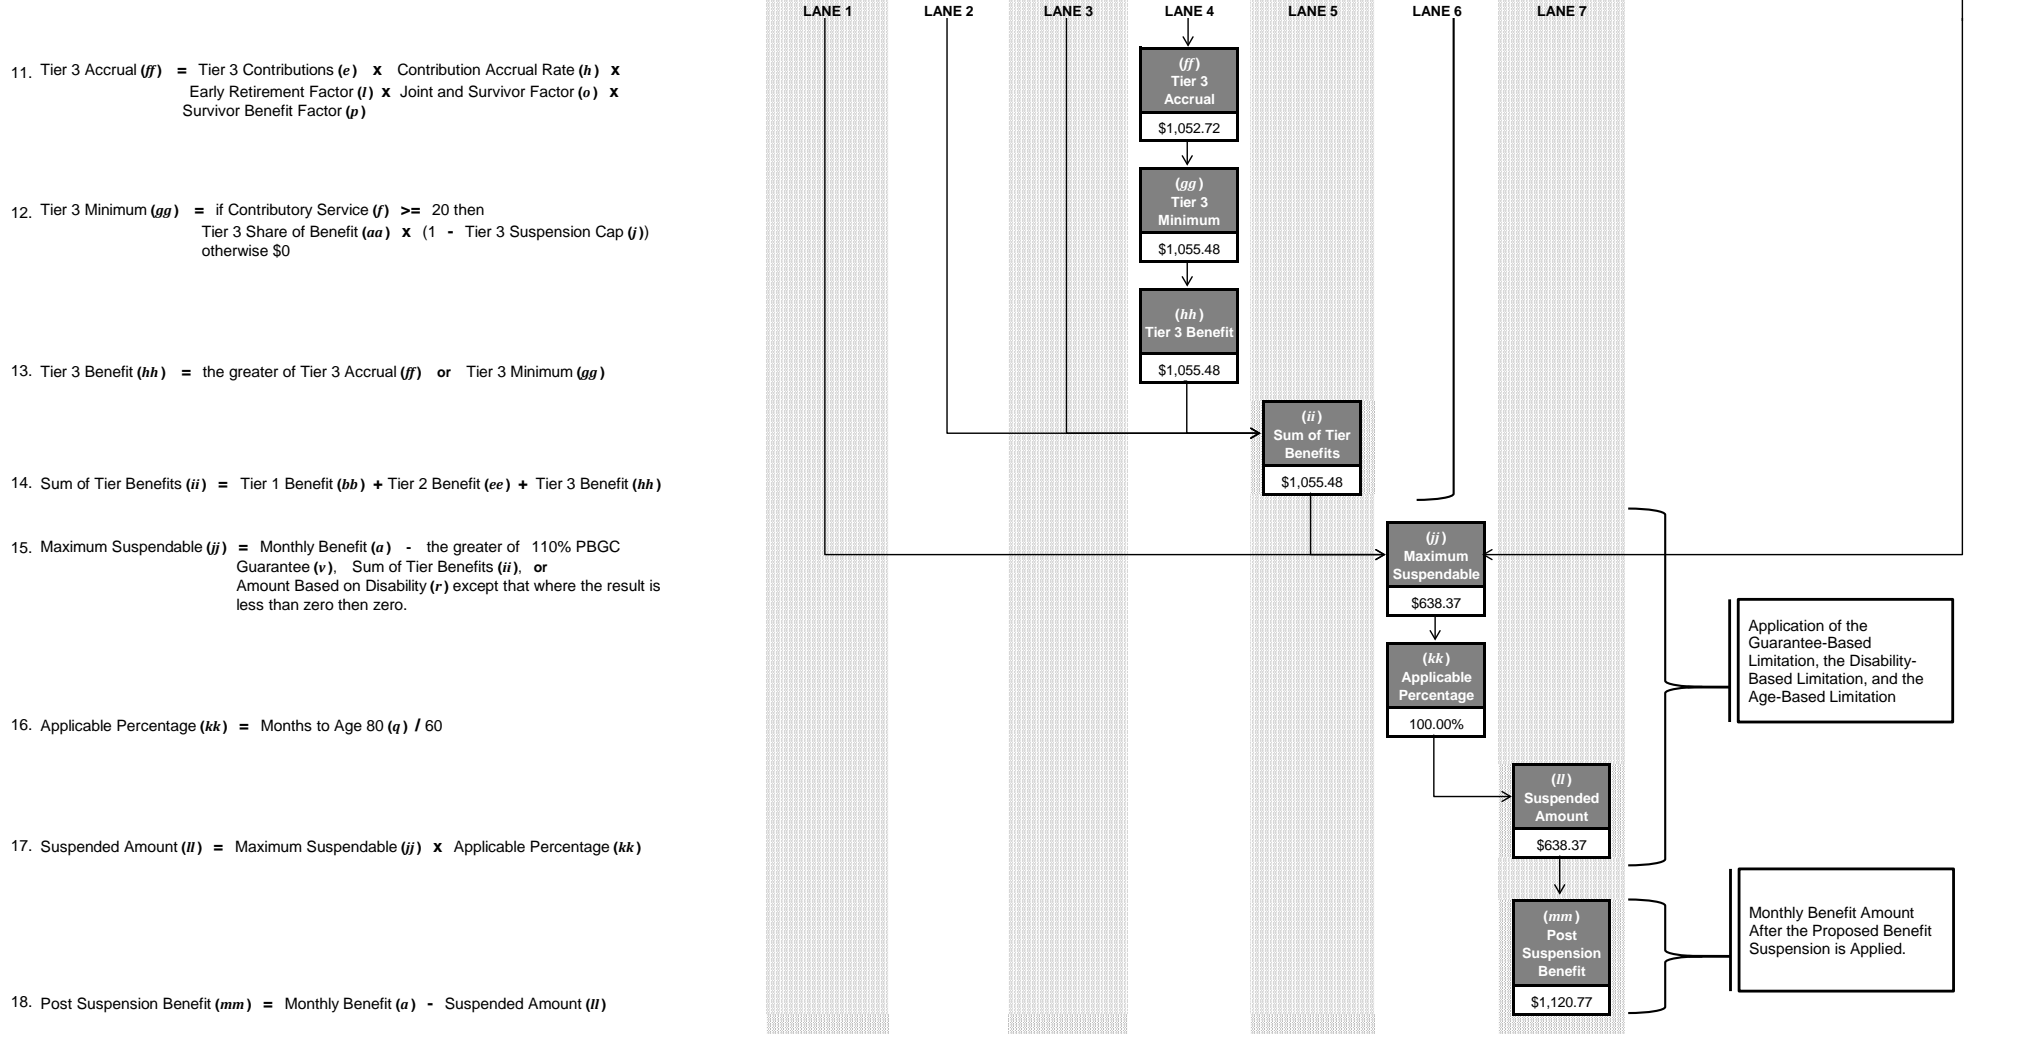 LANE 1 LANE 2 LANE 3 LANE 4 LANE 5 LANE 6 LANE 7
11. Tier 3 Accrual (ff) = Tier 3 Contributions (e) x Contribution Accrual Rate (h) x
Early Retirement Factor (l) x Joint and Survivor Factor (o) x
Survivor Benefit Factor (p)
(ff)
Tier 3
Accrual
$1,052.72
12. Tier 3 Minimum (gg) = if Contributory Service (f) >= 20 then
Tier 3 Share of Benefit (aa) x (1 - Tier 3 Suspension Cap (j))
otherwise $0
(gg)
Tier 3
Minimum
$1,055.48
(hh)
Tier 3 Benefit
$1,055.48
13. Tier 3 Benefit (hh) = the greater of Tier 3 Accrual (ff) or Tier 3 Minimum (gg)
(ii)
Sum of Tier
Benefits
$1,055.48
14. Sum of Tier Benefits (ii) = Tier 1 Benefit (bb) + Tier 2 Benefit (ee) + Tier 3 Benefit (hh)
15. Maximum Suspendable (jj) = Monthly Benefit (a) - the greater of 110% PBGC
Guarantee (v), Sum of Tier Benefits (ii), or
Amount Based on Disability (r) except that where the result is
less than zero then zero.
(jj)
Maximum
Suspendable
$638.37
Application of the
Guarantee-Based
Limitation, the Disability-
Based Limitation, and the
Age-Based Limitation
(kk)
Applicable
Percentage
100.00%
16. Applicable Percentage (kk) = Months to Age 80 (q) / 60
(ll)
Suspended
Amount
$638.37
17. Suspended Amount (ll) = Maximum Suspendable (jj) x Applicable Percentage (kk)
(mm)
Post
Suspension
Benefit
$1,120.77
Monthly Benefit Amount
After the Proposed Benefit
Suspension is Applied.
18. Post Suspension Benefit (mm) = Monthly Benefit (a) - Suspended Amount (ll)